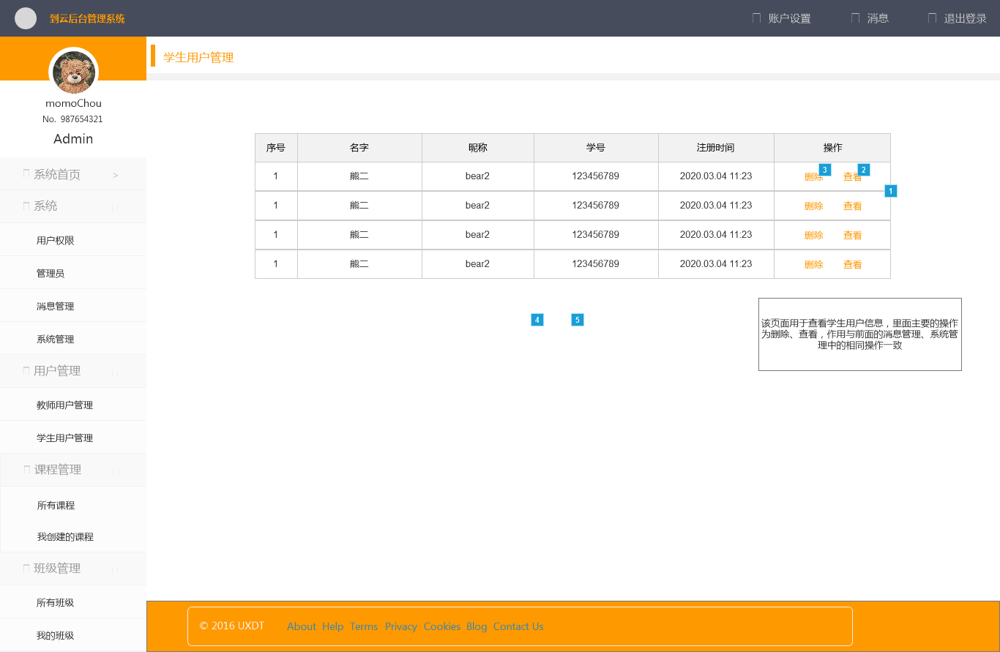 到云后台管理系统
账户设置
消息
退出登录
momoChou
No. 987654321
Admin
系统首页 >
系统
用户权限
管理员
消息管理
系统管理
用户管理
教师用户管理
学生用户管理
课程管理
所有课程
我创建的课程
班级管理
所有班级
我的班级
学生用户管理
序号 名字 昵称 学号 注册时间 操作
1 熊二 bear2 123456789 2020.03.04 11:23 删除 3 查看 2
1
1 熊二 bear2 123456789 2020.03.04 11:23 删除 查看
1 熊二 bear2 123456789 2020.03.04 11:23 删除 查看
1 熊二 bear2 123456789 2020.03.04 11:23 删除 查看
4 5
该页面用于查看学生用户信息，里面主要的操作
为删除、查看，作用与前面的消息管理、系统管
理中的相同操作一致
© 2016 UXDT About Help Terms Privacy Cookies Blog Contact Us